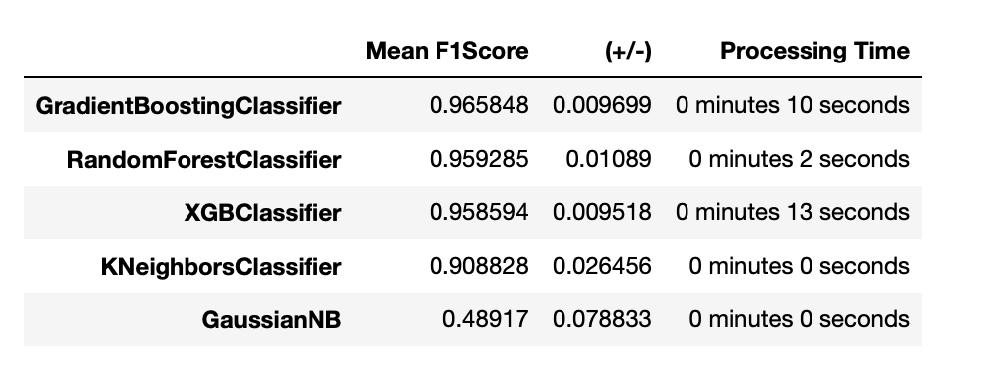 Mean F1Score (+/-) Processing Time
GradientBoostingClassifier 0.965848 0.009699 0 minutes 10 seconds
RandomForestClassifier 0.959285 0.01089 0 minutes 2 seconds
XGBClassifier 0.958594 0.009518 0 minutes 13 seconds
KNeighborsClassifier 0.908828 0.026456 0 minutes 0 seconds
GaussianNB 0.48917 0.078833 0 minutes 0 seconds